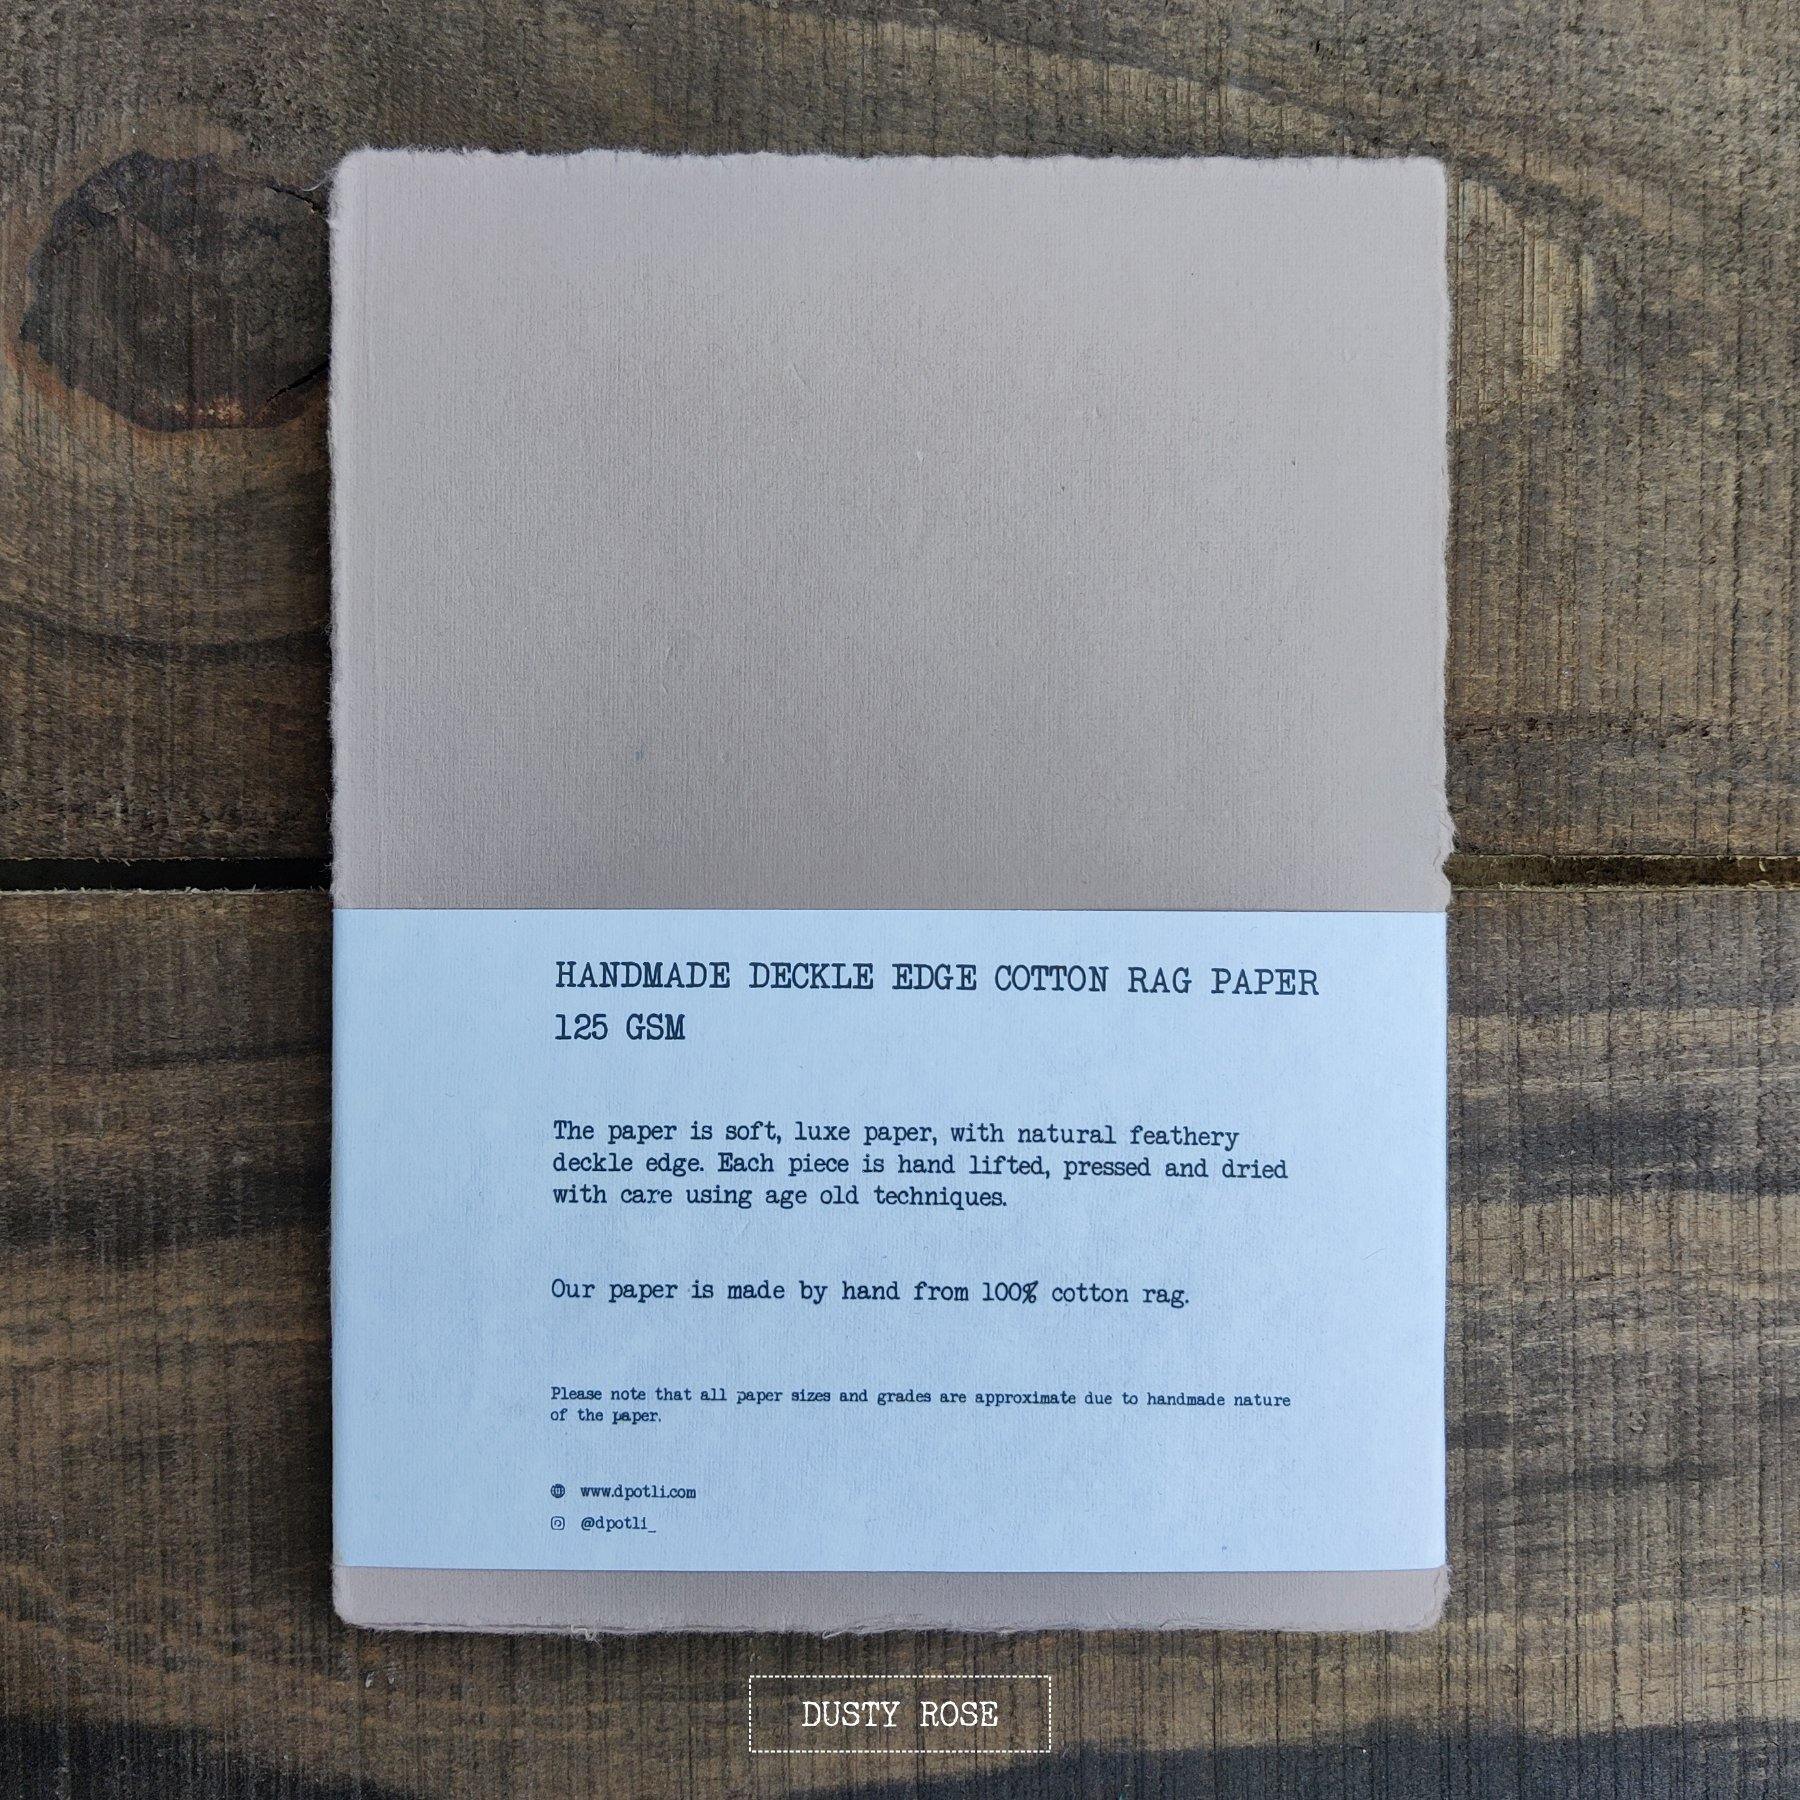 HANDMADE DECKLE EDGE COTTON RAG PAPER
125 GSM
The paper is soft, luxe paper, with natural feathery
deckle edge. Each piece is hand lifted, pressed and dried
with care using age old techniques.
Our paper is made by hand from 100% cotton rag.
Please note that all paper sizes and grades are approximate due to handmade nature
of the paper.
www.dpotli.com
@dpotli_
DUSTY ROSE